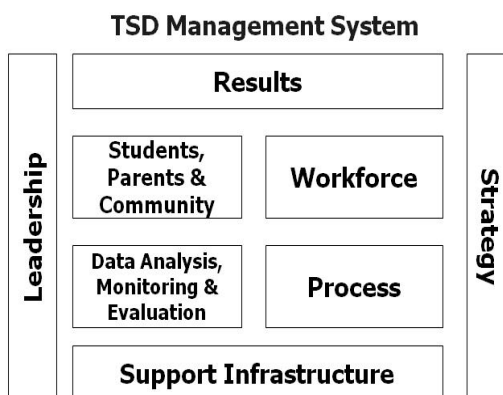 TSD Management System
Leadership
Results
Students,
Parents &
Community
Workforce
Data Analysis,
Monitoring &
Evaluation
Process
Support Infrastructure
Strategy